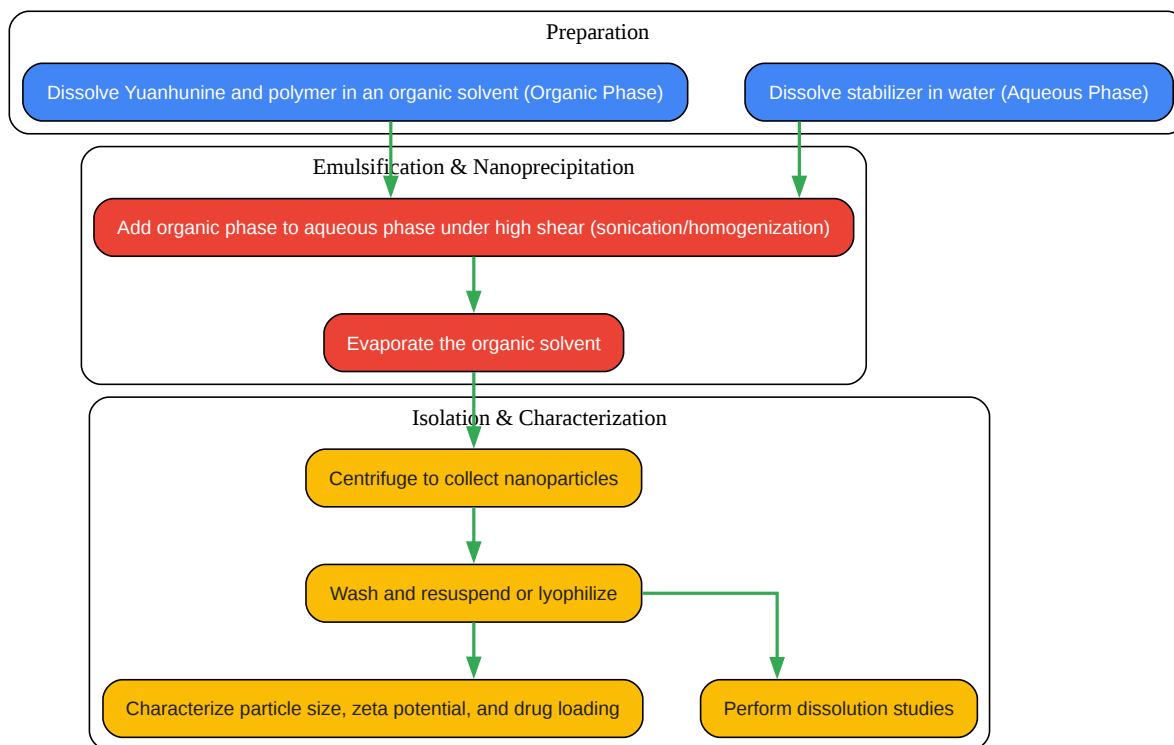 Preparation
Dissolve Yuanhunine and polymer in an organic solvent (Organic Phase)
Dissolve stabilizer in water (Aqueous Phase)
Emulsification & Nanoprecipitation
Add organic phase to aqueous phase under high shear (sonication/homogenization)
Evaporate the organic solvent
Isolation & Characterization
Centrifuge to collect nanoparticles
Wash and resuspend or lyophilize
Characterize particle size, zeta potential, and drug loading
Perform dissolution studies